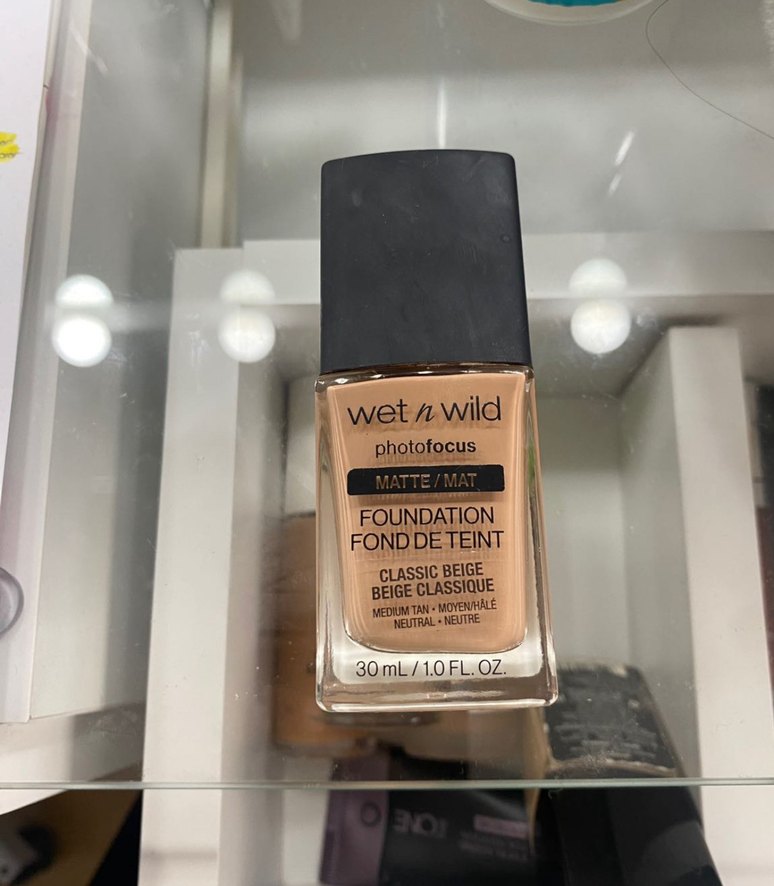 wet n wild
photofocus
MATTE / MAT
FOUNDATION
FOND DE TEINT
CLASSIC BEIGE
BEIGE CLASSIQUE
MEDIUM TAN • MOYEN/HÂLÉ
NEUTRAL • NEUTRE
30 mL / 1.0 FL. OZ.